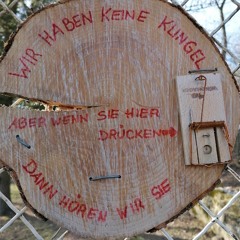 WIR HABEN KEINE KLINGEL
ABER WENN SIE HIER
DRÜCKEN
DANN HÖREN WIR SIE